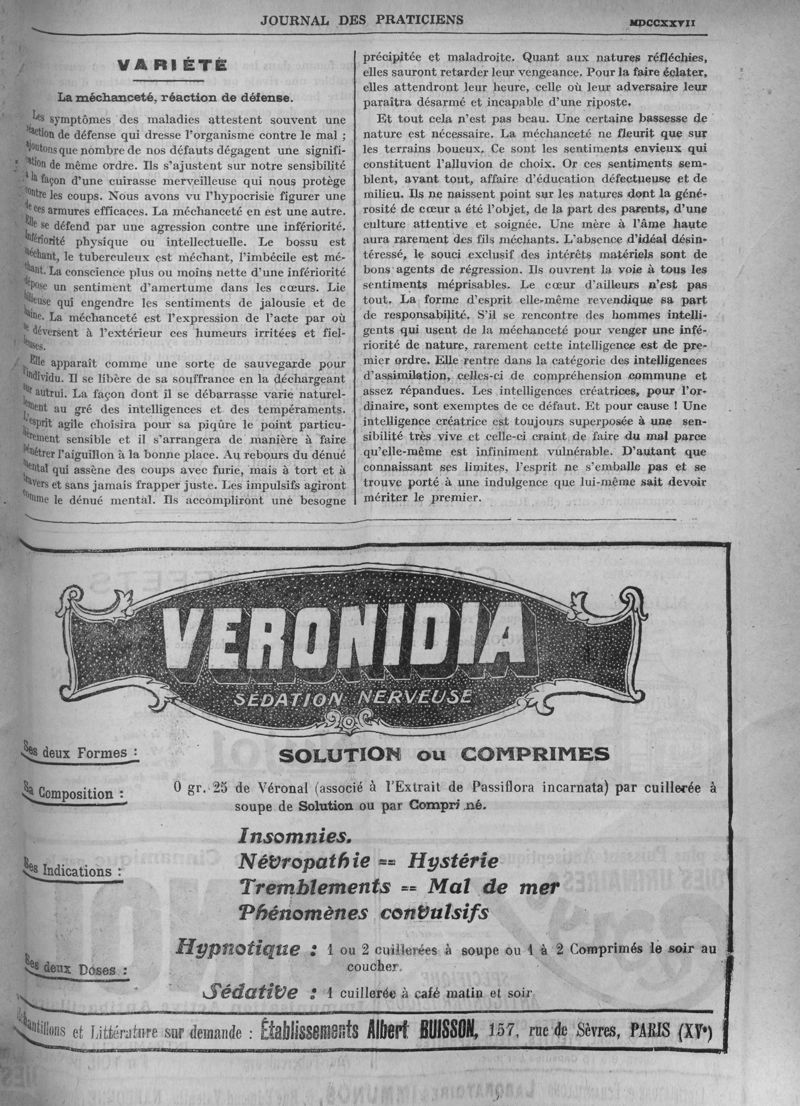 JOURNAL DES PRATICIENS
MDCCXXVII
VARIÉTÉ
La méchanceté, réaction de défense.
Les symptômes des maladies attestent souvent une
réaction de défense qui dresse l'organisme contre le mal ;
ajoutons que nombre de nos défauts dégagent une signifi-
cation de même ordre. Ils s'ajustent sur notre sensibilité
à la façon d'une cuirasse merveilleuse qui nous protège
contre les coups. Nous avons vu l'hypocrisie figurer une
de ces armures efficaces. La méchanceté en est une autre.
Elle se défend par une agression contre une infériorité.
Infériorité physique ou intellectuelle. Le bossu est
méchant, le tuberculeux est méchant, l'imbécile est mé-
chant. La conscience plus ou moins nette d'une infériorité
dépose un sentiment d'amertume dans les cœurs. Lie
bilieuse qui engendre les sentiments de jalousie et de
haine. La méchanceté est l'expression de l'acte par où
se déversent à l'extérieur ces humeurs irritées et fiel-
leuses.
Elle apparaît comme une sorte de sauvegarde pour
l'individu. Il se libère de sa souffrance en la déchargeant
sur autrui. La façon dont il se débarrasse varie naturel-
lement au gré des intelligences et des tempéraments.
L'esprit agile choisira pour sa piqûre le point particu-
lièrement sensible et il s'arrangera de manière à faire
pénétrer l'aiguillon à la bonne place. Au rebours du dénué
mental qui assène des coups avec furie, mais à tort et à
travers et sans jamais frapper juste. Les impulsifs agiront
comme le dénué mental. Ils accompliront une besogne
précipitée et maladroite. Quant aux natures réfléchies,
elles sauront retarder leur vengeance. Pour la faire éclater,
elles attendront leur heure, celle où leur adversaire leur
paraîtra désarmé et incapable d'une riposte.
Et tout cela n'est pas beau. Une certaine bassesse de
nature est nécessaire. La méchanceté ne fleurit que sur
les terrains boueux. Ce sont les sentiments envieux qui
constituent l'alluvion de choix. Or ces sentiments sem-
blent, avant tout, affaire d'éducation défectueuse et de
milieu. Ils ne naissent point sur les natures dont la géné-
rosité de cœur a été l'objet, de la part des parents, d'une
culture attentive et soignée. Une mère à l'âme haute
aura rarement des fils méchants. L'absence d'idéal désin-
téressé, le souci exclusif des intérêts matériels sont de
bons agents de régression. Ils ouvrent la voie à tous les
sentiments méprisables. Le cœur d'ailleurs n'est pas
tout. La forme d'esprit elle-même revendique sa part
de responsabilité. S'il se rencontre des hommes intelli-
gents qui usent de la méchanceté pour venger une infé-
riorité de nature, rarement cette intelligence est de pre-
mier ordre. Elle rentre dans la catégorie des intelligences
d'assimilation, celles-ci de compréhension commune et
assez répandues. Les intelligences créatrices, pour l'or-
dinaire, sont exemptes de ce défaut. Et pour cause ! Une
intelligence créatrice est toujours superposée à une sen-
sibilité très vive et celle-ci craint de faire du mal parce
qu'elle-même est infiniment vulnérable. D'autant que
connaissant ses limites, l'esprit ne s'emballe pas et se
trouve porté à une indulgence que lui-même sait devoir
mériter le premier.
VERONIDIA
SÉDATION NERVEUSE
Ses deux Formes :
SOLUTION ou COMPRIMES
Sa Composition :
0 gr. 25 de Véronal (associé à l'Extrait de Passiflora incarnata) par cuillerée à
soupe de Solution ou par Comprimé.
Ses Indications :
Insomnies.
Névropathie == Hystérie
Tremblements == Mal de mer
Phénomènes convulsifs
Ses deux Doses :
Hypnotique : 1 ou 2 cuillerées à soupe ou 1 à 2 Comprimés le soir au
coucher.
Sédative : 1 cuillerée à café matin et soir
Échantillons et Littérature sur demande : Établissements Albert BUISSON, 157, rue de Sèvres, PARIS (XVe)